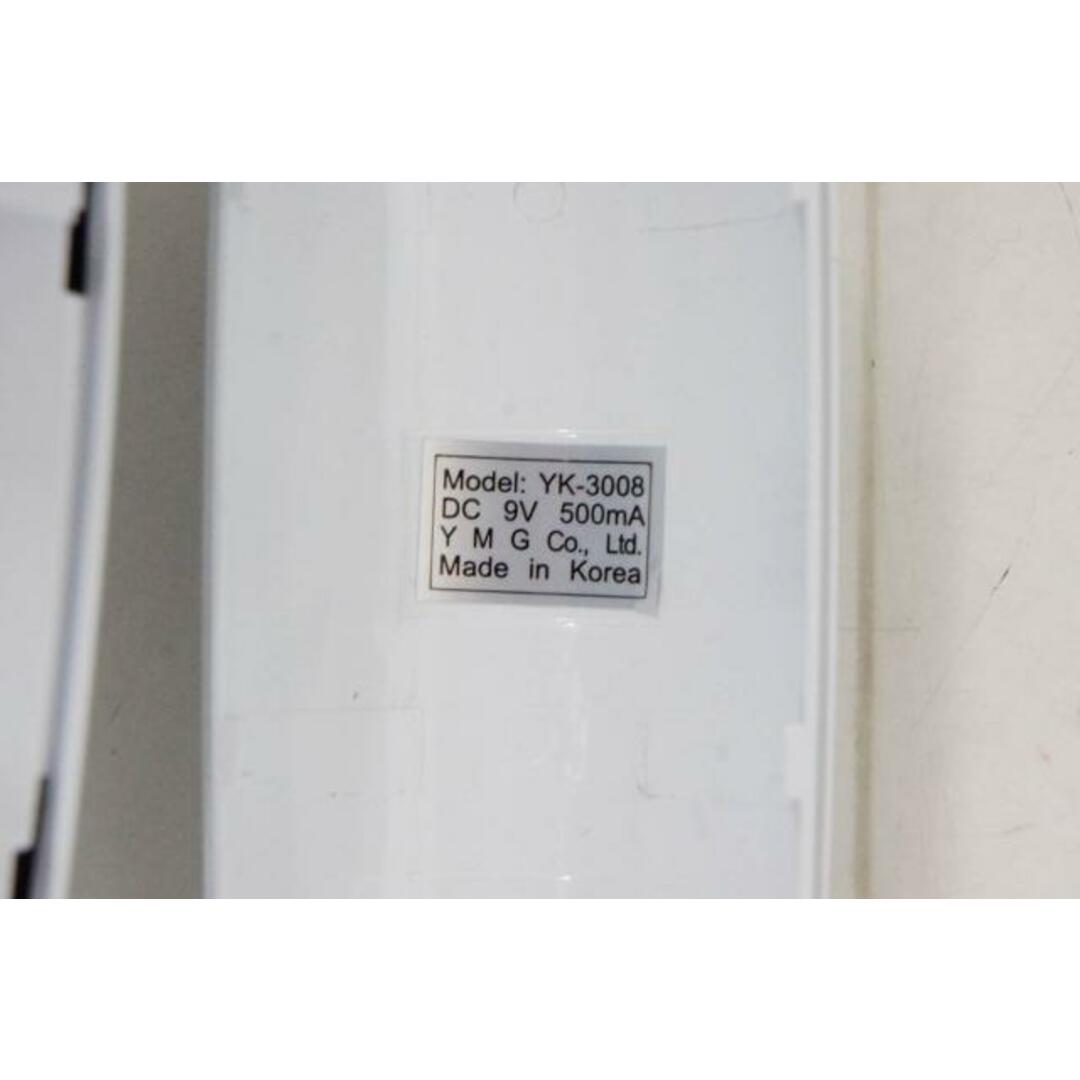 Model: YK-3008
DC 9V 500mA
Y M G Co., Ltd.
Made in Korea